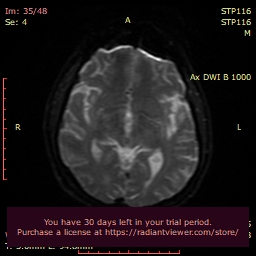 Im: 35/48
Se: 4
A
STP116
STP116
M
Ax DWI B 1000
R
L
You have 30 days left in your trial period.
Purchase a license at https://radiantviewer.com/store/